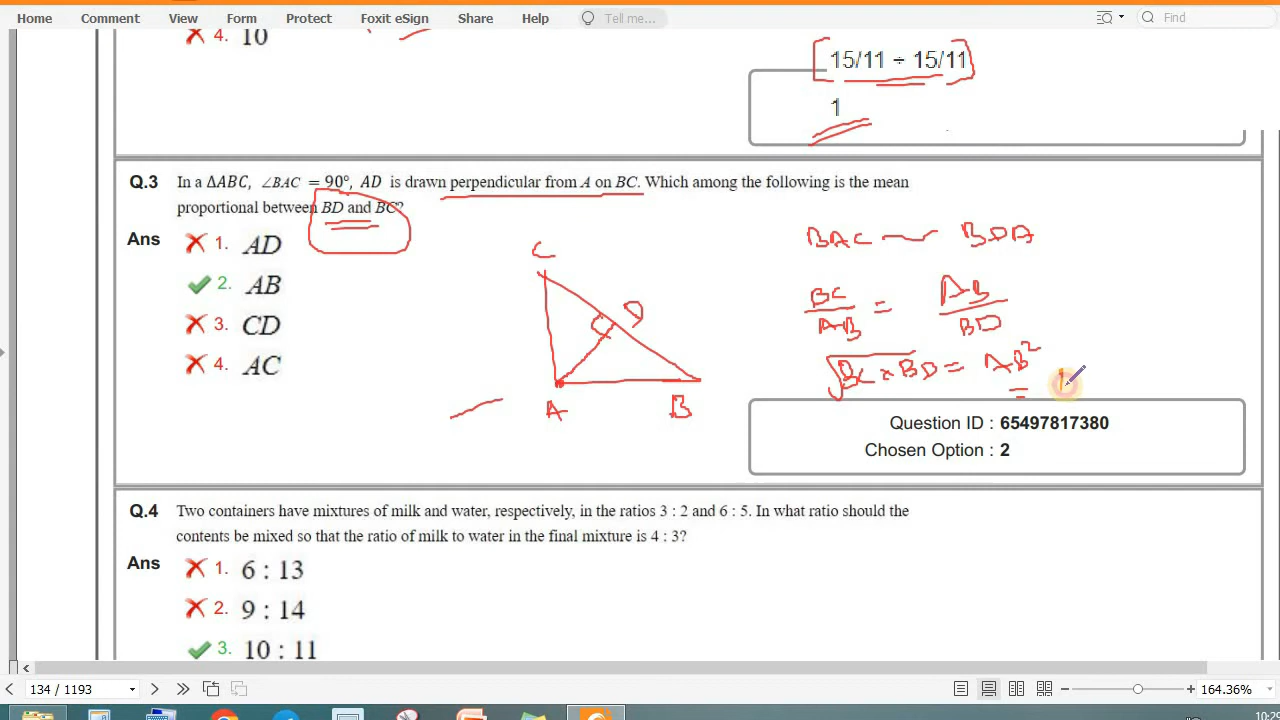 Home Comment View Form Protect Foxit eSign Share Help Tell me... Find
4. 10
15/11 ÷ 15/11
1
Q.3 In a ΔABC, ∠BAC = 90°, AD is drawn perpendicular from A on BC. Which among the following is the mean
proportional between BD and BC?
Ans 1. AD
2. AB
3. CD
4. AC
C
D
A B
BAC ~ BDA
BC/AB = AB/BD
√BC × BD = AB²
=
Question ID : 65497817380
Chosen Option : 2
Q.4 Two containers have mixtures of milk and water, respectively, in the ratios 3 : 2 and 6 : 5. In what ratio should the
contents be mixed so that the ratio of milk to water in the final mixture is 4 : 3?
Ans 1. 6 : 13
2. 9 : 14
3. 10 : 11
134 / 1193 164.36%